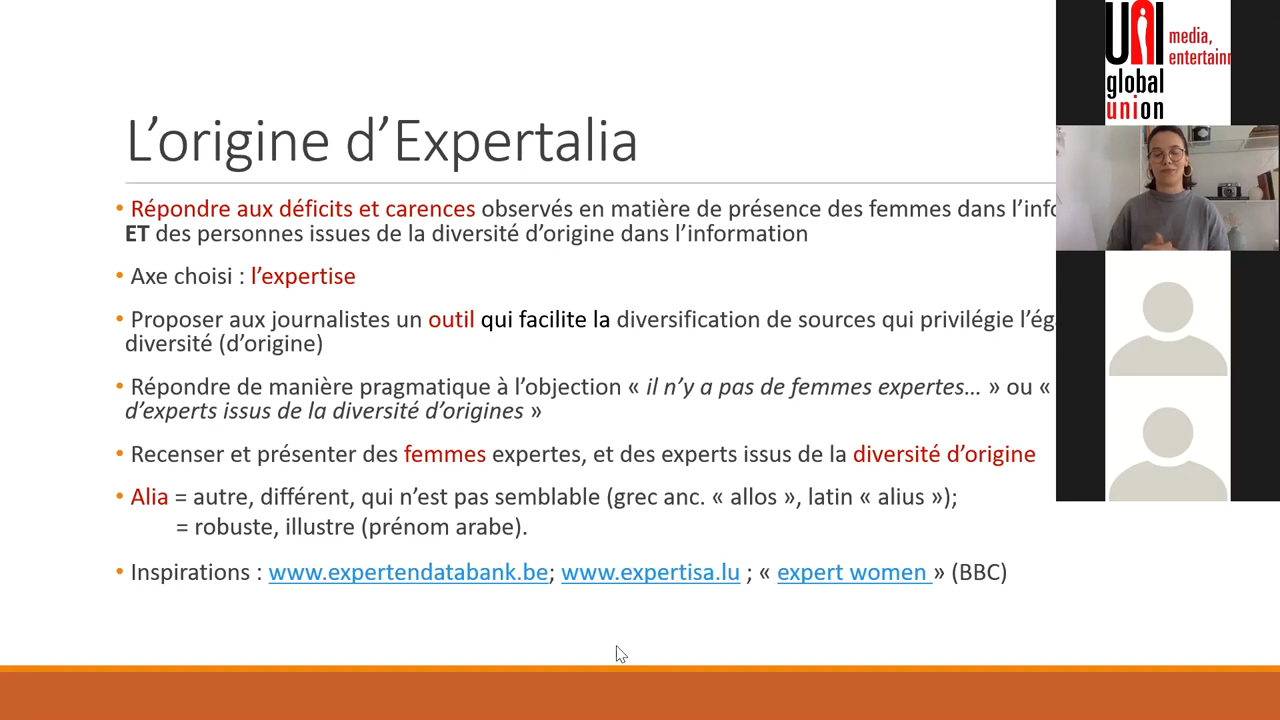 L'origine d'Expertalia
• Répondre aux déficits et carences observés en matière de présence des femmes dans
ET des personnes issues de la diversité d'origine dans l'information
• Axe choisi : l'expertise
• Proposer aux journalistes un outil qui facilite la diversification de sources qui privilégie
diversité (d'origine)
• Répondre de manière pragmatique à l'objection « il n'y a pas de femmes expertes… » ou «
d'experts issus de la diversité d'origines »
• Recenser et présenter des femmes expertes, et des experts issus de la diversité d'origine
• Alia = autre, différent, qui n'est pas semblable (grec anc. « allos », latin « alius »);
= robuste, illustre (prénom arabe).
• Inspirations : www.expertendatabank.be; www.expertisa.lu ; « expert women » (BBC)
UNI
global
union
media,